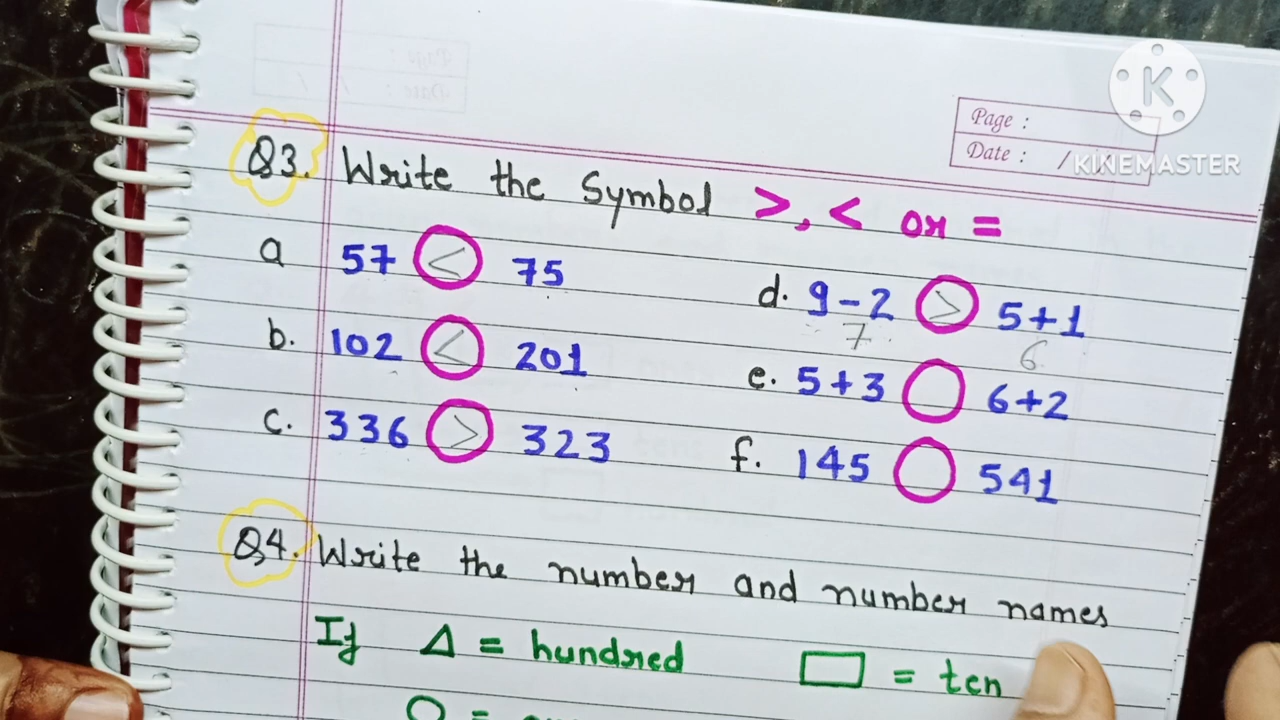 Page :
Date : /
K
KINEMASTER
Q3. Write the Symbol >, < or =
a 57 < 75
b. 102 < 201
c. 336 > 323
d. 9-2 > 5+1
7 6
e. 5+3 6+2
f. 145 541
Q4. Write the number and number names
If Δ = hundred □ = ten